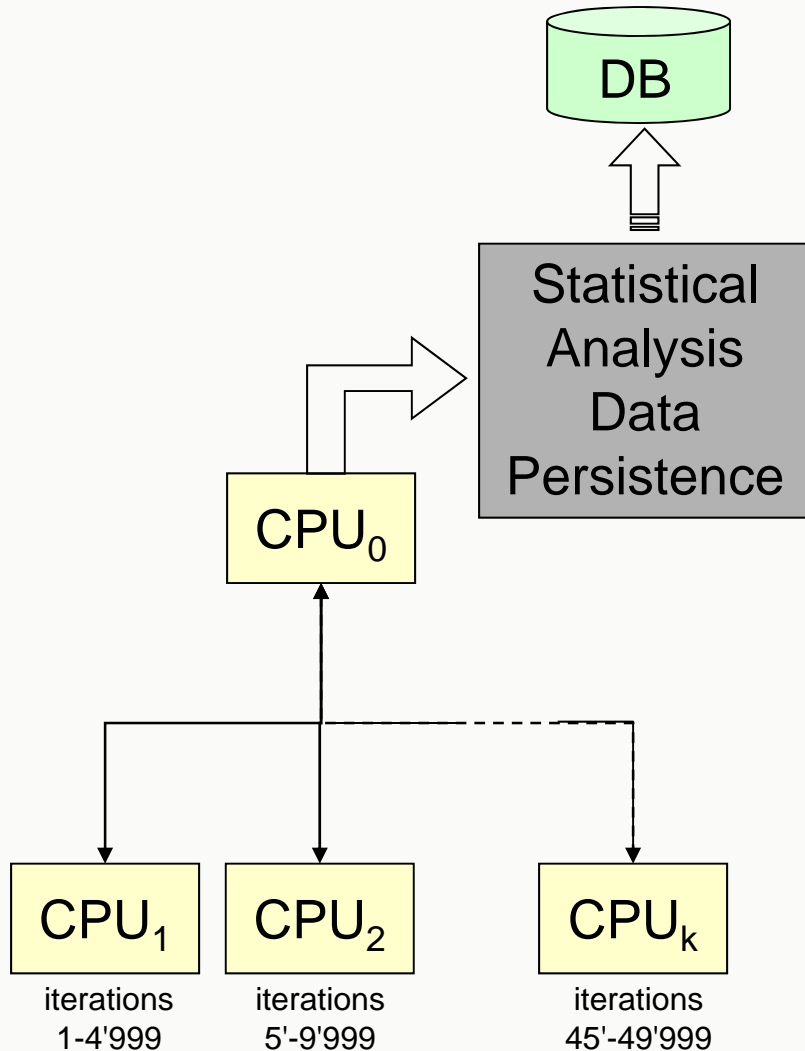 DB
Statistical
Analysis
Data
Persistence
CPU₀
CPU₁
CPU₂
CPUₖ
iterations
1-4'999
iterations
5'-9'999
iterations
45'-49'999